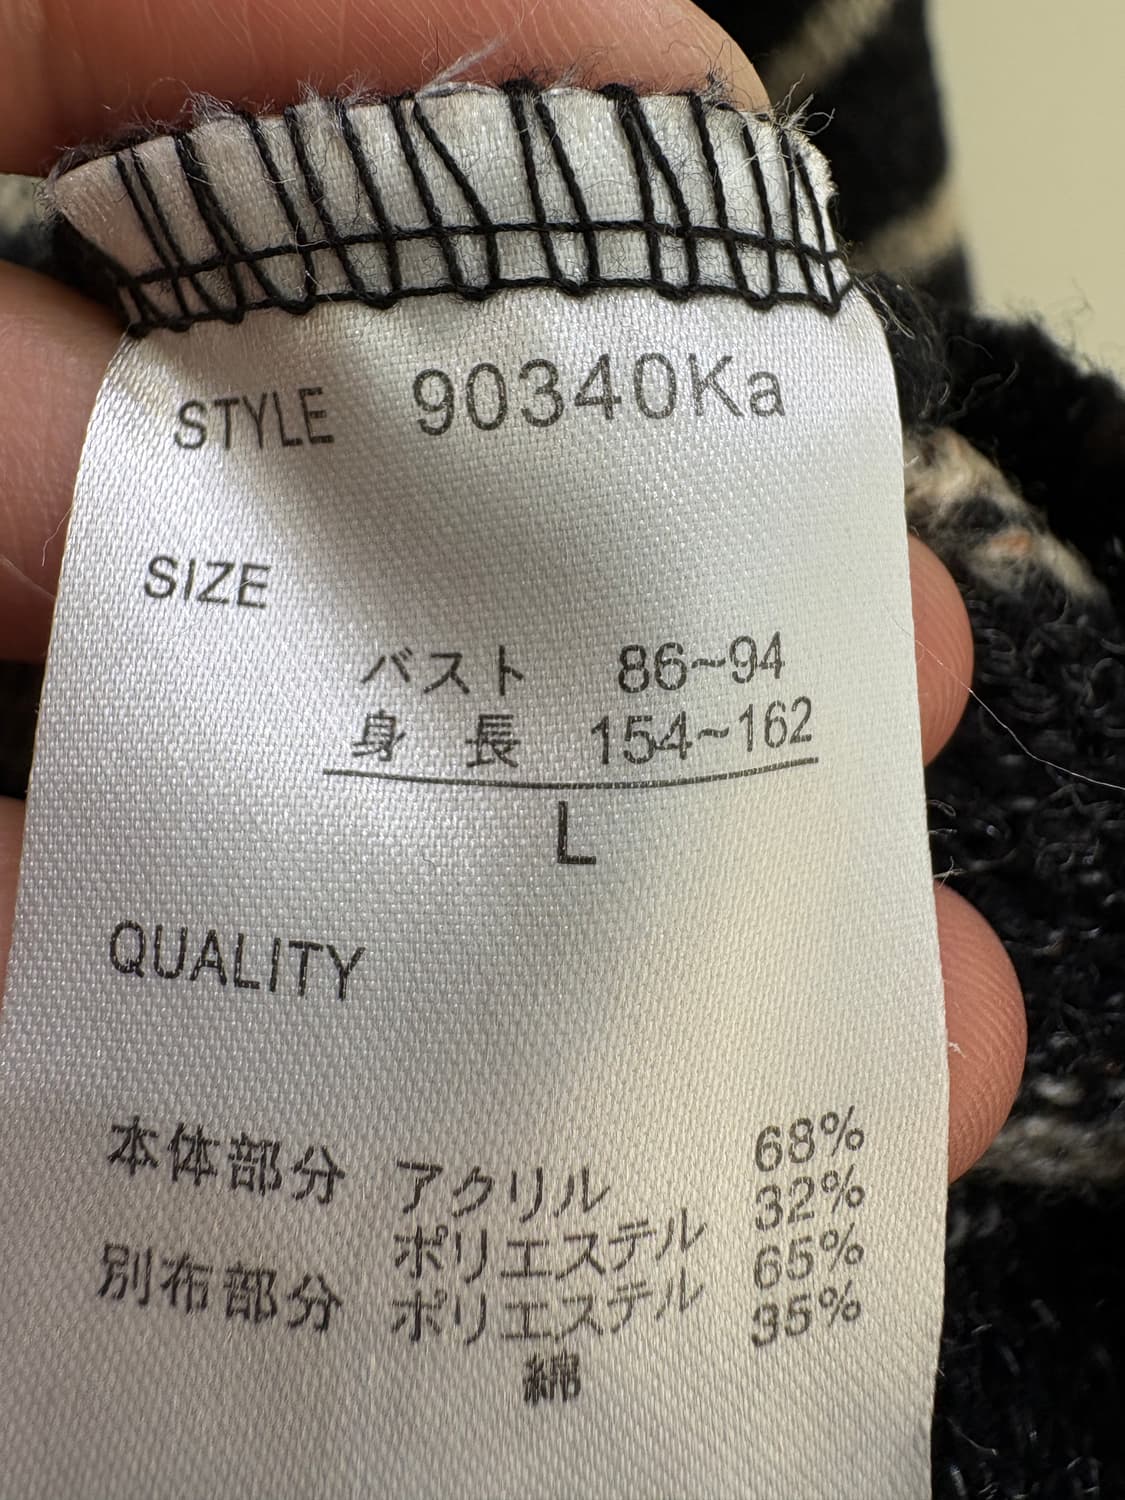 STYLE 90340Ka
SIZE
バスト 86~94
身 長 154~162
L
QUALITY
本体部分 アクリル 68%
ポリエステル 32%
別布部分 ポリエステル 65%
綿 35%